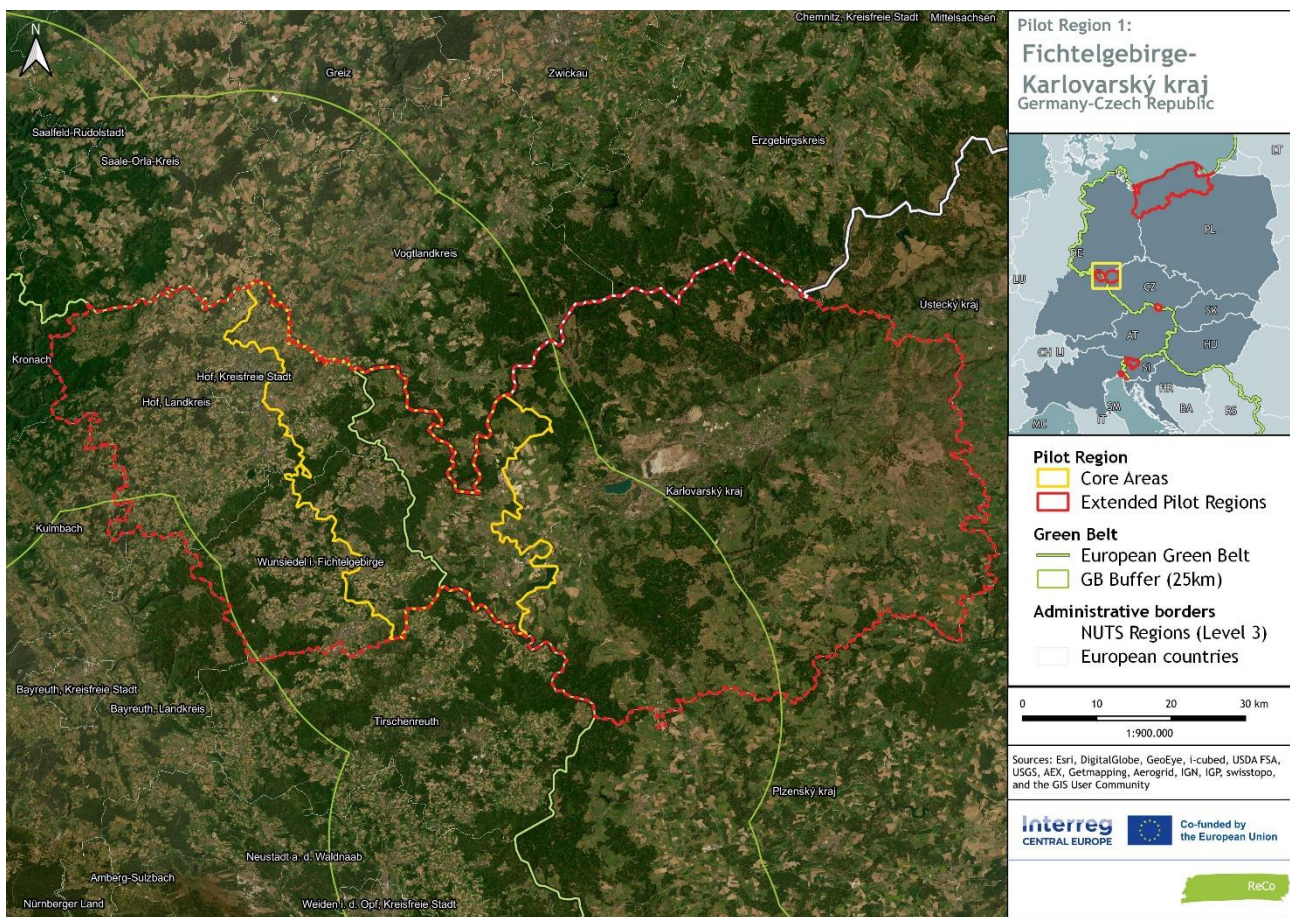 Chemnitz, Kreisfreie Stadt
Mittelsachsen
N
Greiz
Zwickau
Saalfeld-Rudolstadt
Saale-Orla-Kreis
Erzgebirgskreis
Vogtlandkreis
Ústecký kraj
Kronach
Hof, Kreisfreie Stadt
Hof, Landkreis
Karlovarský kraj
Kulmbach
Wunsiedel i. Fichtelgebirge
Bayreuth, Kreisfreie Stadt
Bayreuth, Landkreis
Tirschenreuth
Plzeňský kraj
Neustadt a. d. Waldnaab
Amberg-Sulzbach
Nürnberger Land
Weiden i. d. Opf, Kreisfreie Stadt
Pilot Region 1:
Fichtelgebirge-
Karlovarský kraj
Germany-Czech Republic
LT
PL
DE
LU
CZ
SK
AT
HU
CH LI
SI
HR
SM
BA
RS
MC
IT
Pilot Region
Core Areas
Extended Pilot Regions
Green Belt
European Green Belt
GB Buffer (25km)
Administrative borders
NUTS Regions (Level 3)
European countries
0 10 20 30 km
1:900.000
Sources: Esri, DigitalGlobe, GeoEye, i-cubed, USDA FSA,
USGS, AEX, Getmapping, Aerogrid, IGN, IGP, swisstopo,
and the GIS User Community
Interreg
CENTRAL EUROPE
Co-funded by
the European Union
ReCo